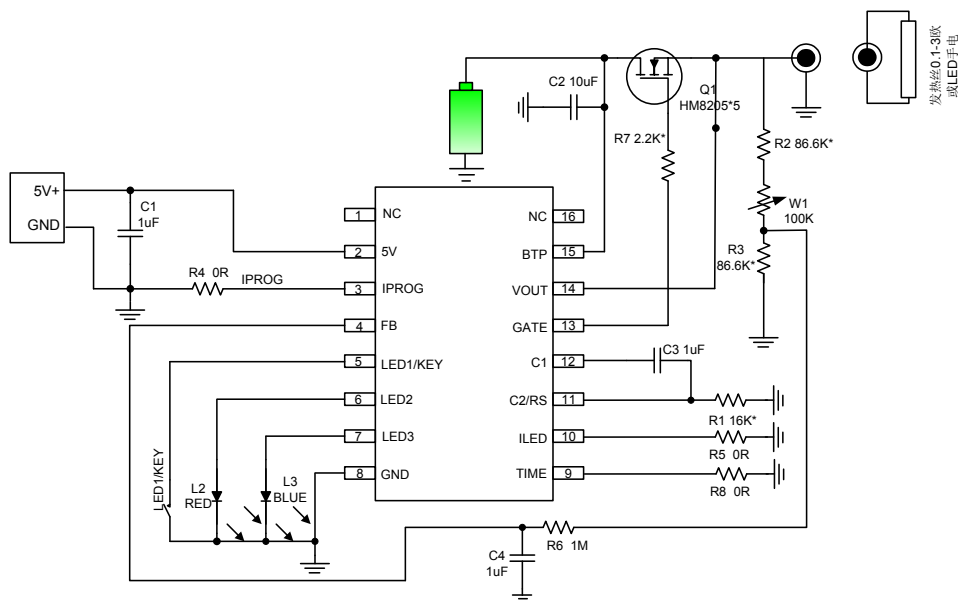 发热丝0.1-3欧
或LED手电
C2 10uF
Q1
HM8205*5
R7 2.2K*
R2 86.6K*
W1
100K
R3
86.6K*
5V+
GND
C1
1uF
R4 0R
IPROG
1 NC
2 5V
3 IPROG
4 FB
5 LED1/KEY
6 LED2
7 LED3
8 GND
NC 16
BTP 15
VOUT 14
GATE 13
C1 12
C2/RS 11
ILED 10
TIME 9
C3 1uF
R1 16K*
R5 0R
R8 0R
LED1/KEY
L2
RED
L3
BLUE
R6 1M
C4
1uF